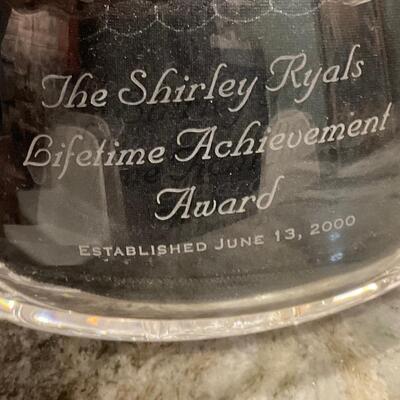 The Shirley Ryals
Lifetime Achievement
Award
Established June 13, 2000